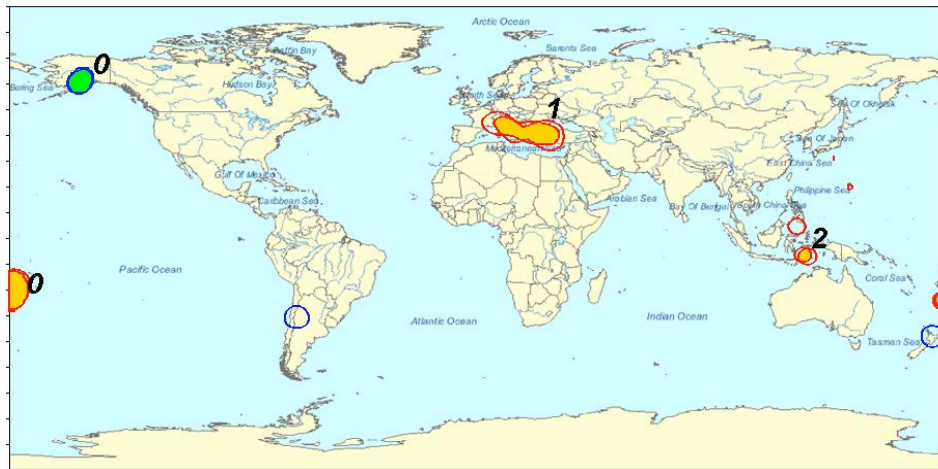 Arctic Ocean
Barents Sea
Baffin Bay
0
Bering Sea
Hudson Bay
North Sea
1
Sea Of Okhotsk
Sea Of Japan
Mediterranean Sea
East China Sea
Gulf Of Mexico
Philippine Sea
Caribbean Sea
Arabian Sea
Bay Of Bengal
South China Sea
2
Pacific Ocean
0
Coral Sea
Atlantic Ocean
Indian Ocean
Tasman Sea